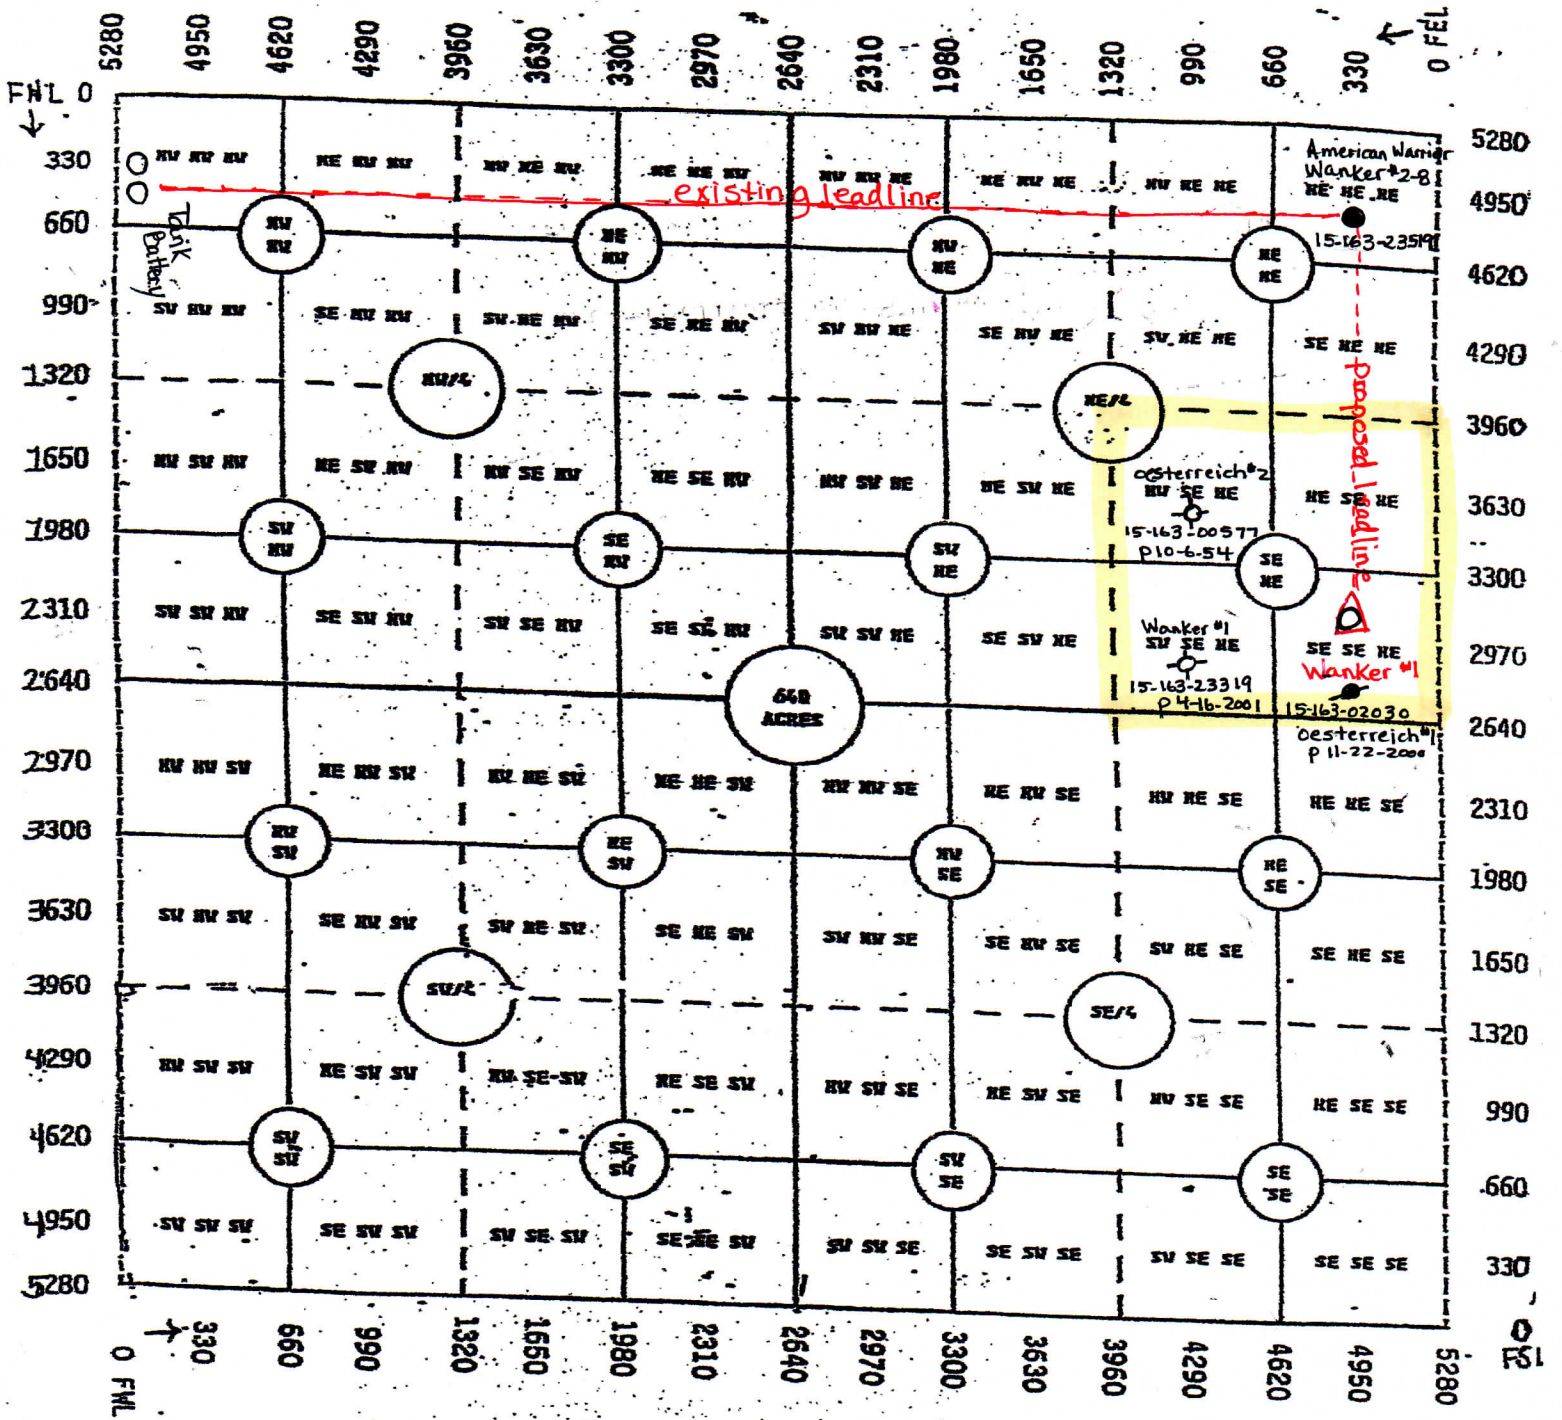 5280 4950 4620 4290 3960 3630 3300 2970 2640 2310 1980 1650 1320 990 660 330 0 FEL
FNL 0
5280
American Warrior
Wanker #2-8
330 NW NW NW NE NW NW NW NE NW NE NE NW NW NW NE NE NW NE NW NE NE NE NE NE
existing leadline
4950
660
Tank
Battery
NW
NW
NE
NW
NW
NE
NE
NE
15-163-23519
4620
990 SW NW NW SE NW NW SW NE NW SE NE NW SW NW NE SE NW NE SW NE NE SE NE NE 4290
1320 NW/4 NE/4 3960
proposed leadline
1650 NW SW NW NE SW NW NW SE NW NE SE NW NW SW NE NE SW NE
Oesterreich #2
NW SE NE NE SE NE 3630
15-163-00577
P 10-6-54
1980
SW
NW
SE
NW
SW
NE
SE
NE
3300
2310 SW SW NW SE SW NW SW SE NW SE SE NW SW SW NE SE SW NE
Wanker #1
SW SE NE SE SE NE 2970
Wanker #1
15-163-23319
P 4-16-2001
15-163-02030
2640
640
ACRES
2640
Oesterreich #1
P 11-22-2000
2970 NW NW SW NE NW SW NW NE SW NE NE SW NW NW SE NE NW SE NW NE SE NE NE SE 2310
3300
NW
SW
NE
SW
NW
SE
NE
SE
1980
3630 SW NW SW SE NW SW SW NE SW SE NE SW SW NW SE SE NW SE SW NE SE SE NE SE 1650
3960 SW/4 SE/4 1320
4290 NW SW SW NE SW SW NW SE SW NE SE SW NW SW SE NE SW SE NW SE SE NE SE SE 990
4620
SW
SW
SE
SW
SW
SE
SE
SE
660
4950 SW SW SW SE SW SW SW SE SW SE SE SW SW SW SE SE SW SE SW SE SE SE SE SE 330
5280
0
FSL
0 FWL 330 660 990 1320 1650 1980 2310 2640 2970 3300 3630 3960 4290 4620 4950 5280